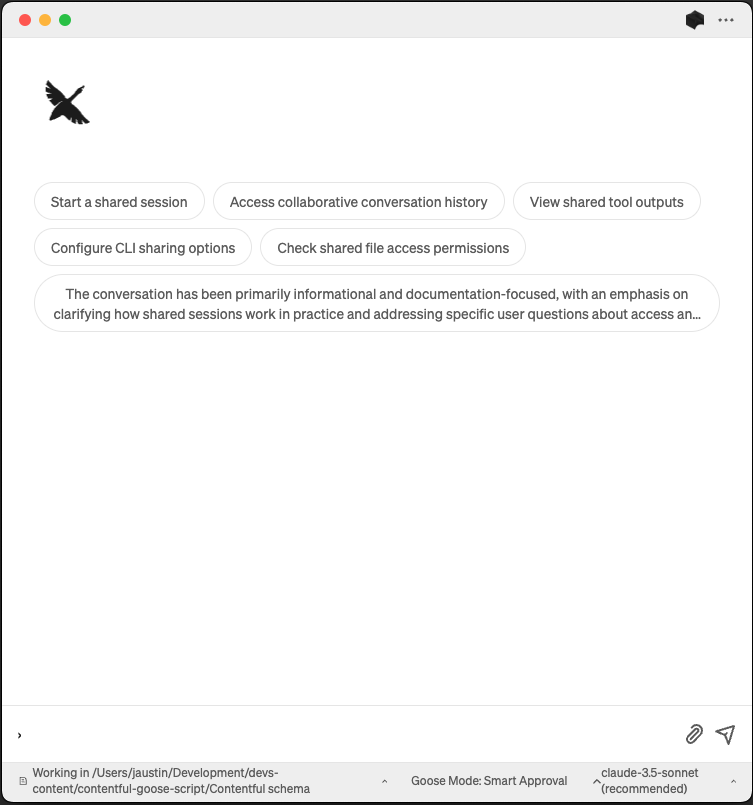 Start a shared session
Access collaborative conversation history
View shared tool outputs
Configure CLI sharing options
Check shared file access permissions
The conversation has been primarily informational and documentation-focused, with an emphasis on
clarifying how shared sessions work in practice and addressing specific user questions about access an...
›
Working in /Users/jaustin/Development/devs-
content/contentful-goose-script/Contentful schema
Goose Mode: Smart Approval
claude-3.5-sonnet
(recommended)